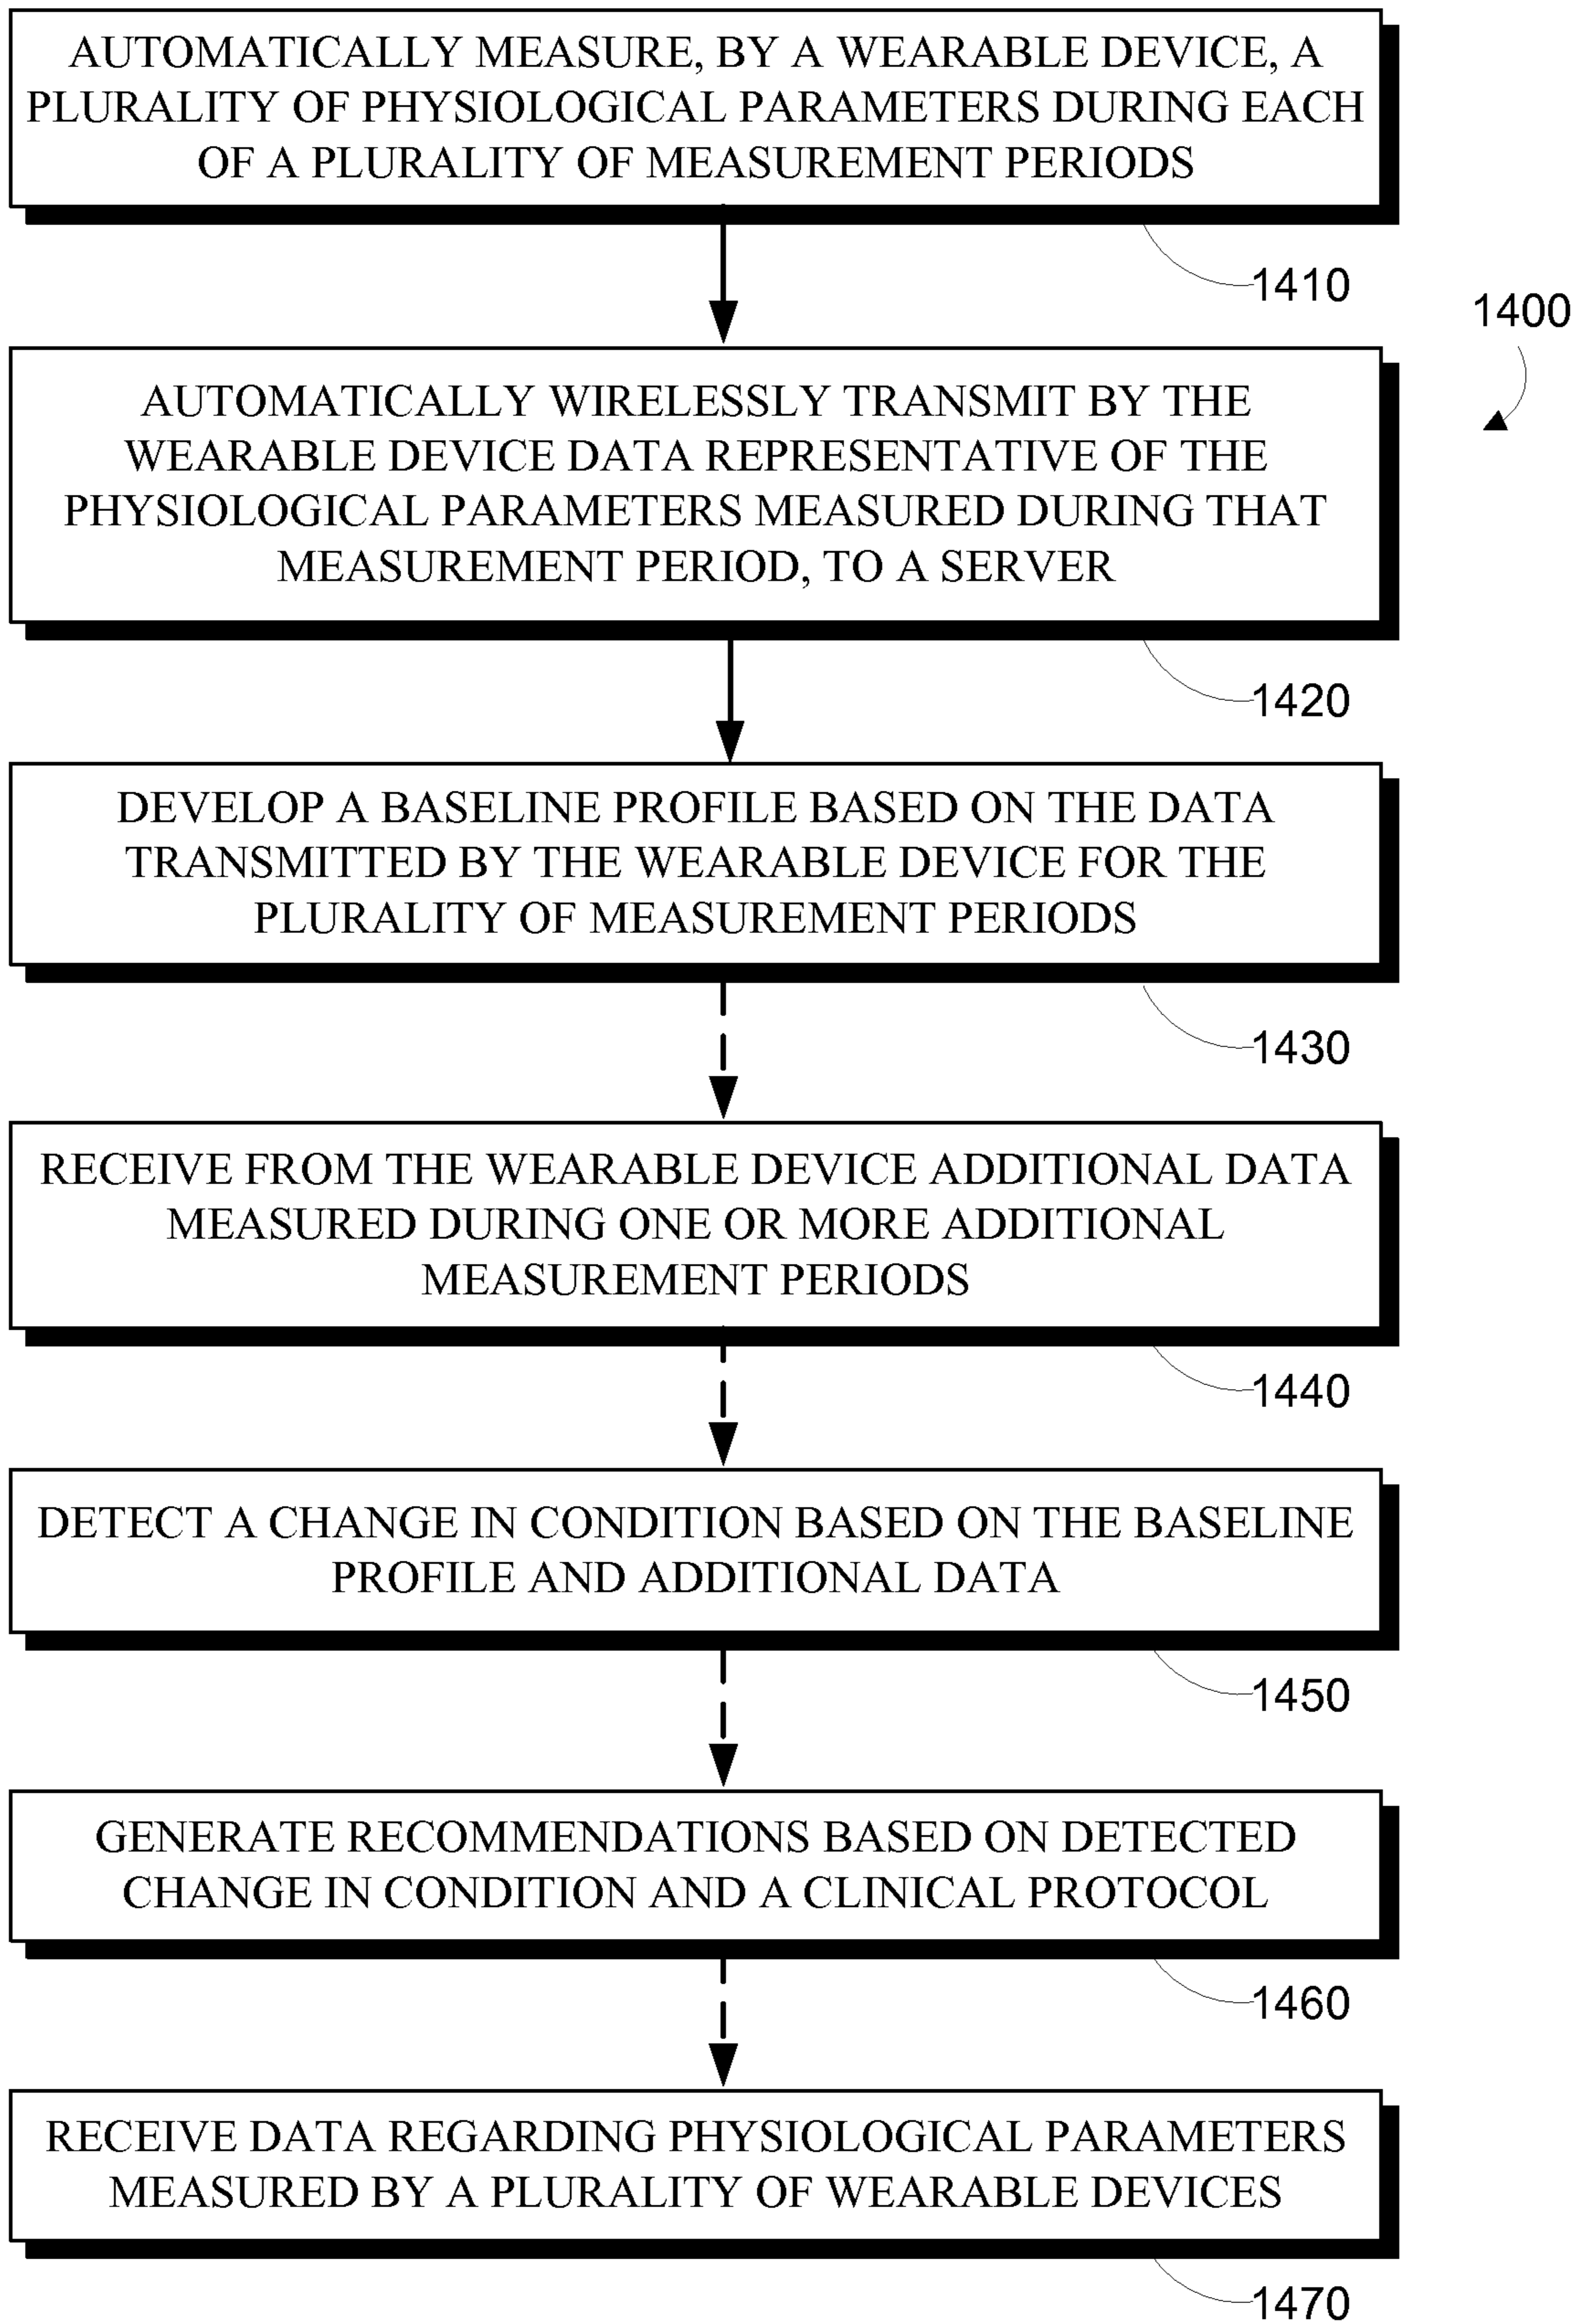 AUTOMATICALLY MEASURE, BY A WEARABLE DEVICE, A
PLURALITY OF PHYSIOLOGICAL PARAMETERS DURING EACH
OF A PLURALITY OF MEASUREMENT PERIODS
1410
1400
AUTOMATICALLY WIRELESSLY TRANSMIT BY THE
WEARABLE DEVICE DATA REPRESENTATIVE OF THE
PHYSIOLOGICAL PARAMETERS MEASURED DURING THAT
MEASUREMENT PERIOD, TO A SERVER
1420
DEVELOP A BASELINE PROFILE BASED ON THE DATA
TRANSMITTED BY THE WEARABLE DEVICE FOR THE
PLURALITY OF MEASUREMENT PERIODS
1430
RECEIVE FROM THE WEARABLE DEVICE ADDITIONAL DATA
MEASURED DURING ONE OR MORE ADDITIONAL
MEASUREMENT PERIODS
1440
DETECT A CHANGE IN CONDITION BASED ON THE BASELINE
PROFILE AND ADDITIONAL DATA
1450
GENERATE RECOMMENDATIONS BASED ON DETECTED
CHANGE IN CONDITION AND A CLINICAL PROTOCOL
1460
RECEIVE DATA REGARDING PHYSIOLOGICAL PARAMETERS
MEASURED BY A PLURALITY OF WEARABLE DEVICES
1470